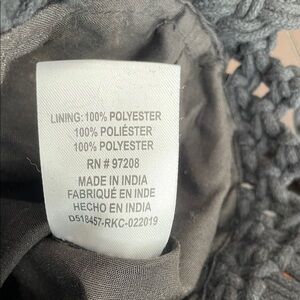 LINING: 100% POLYESTER
100% POLIÉSTER
100% POLYESTER
RN # 97208
MADE IN INDIA
FABRIQUÉ EN INDE
HECHO EN INDIA
D518457-RKC-022019